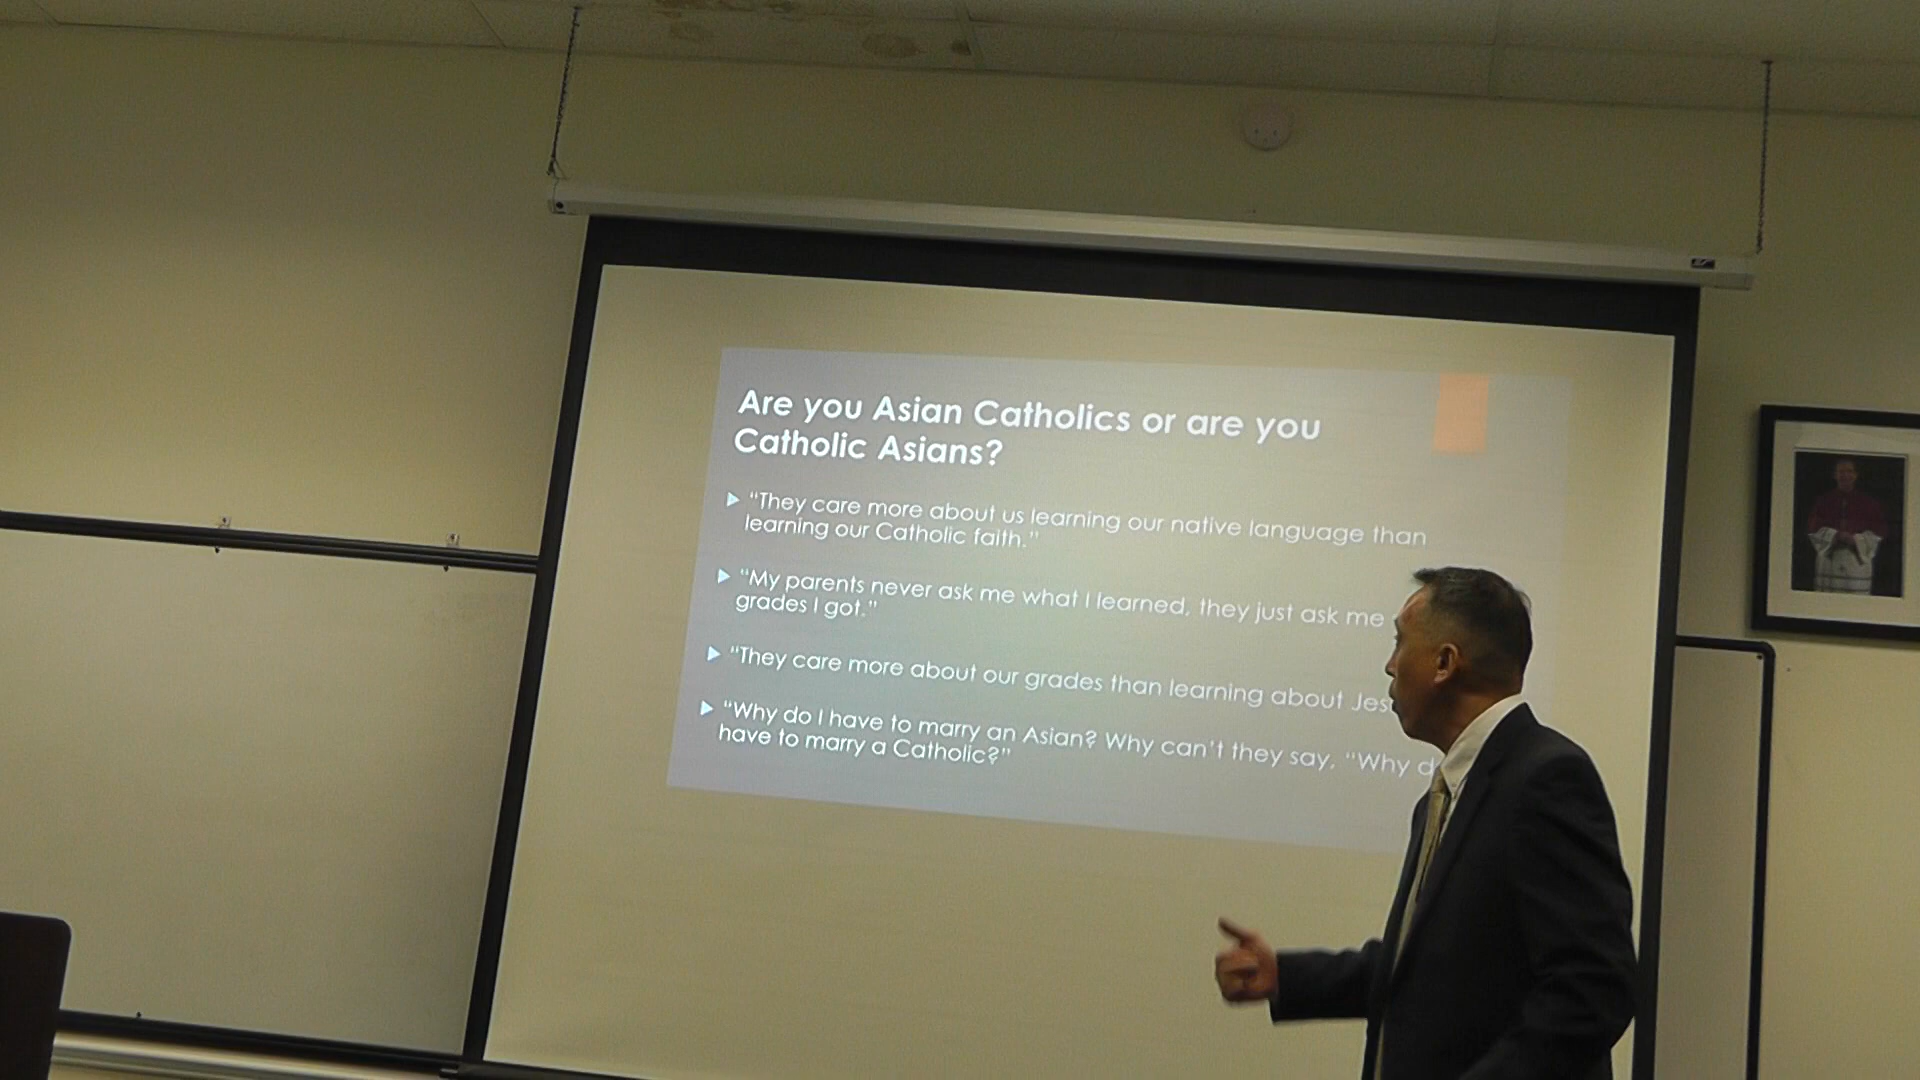 Are you Asian Catholics or are you
Catholic Asians?
"They care more about us learning our native language than
learning our Catholic faith."
"My parents never ask me what I learned, they just ask me
grades I got."
"They care more about our grades than learning about Jes
"Why do I have to marry an Asian? Why can't they say, "Why d
have to marry a Catholic?"